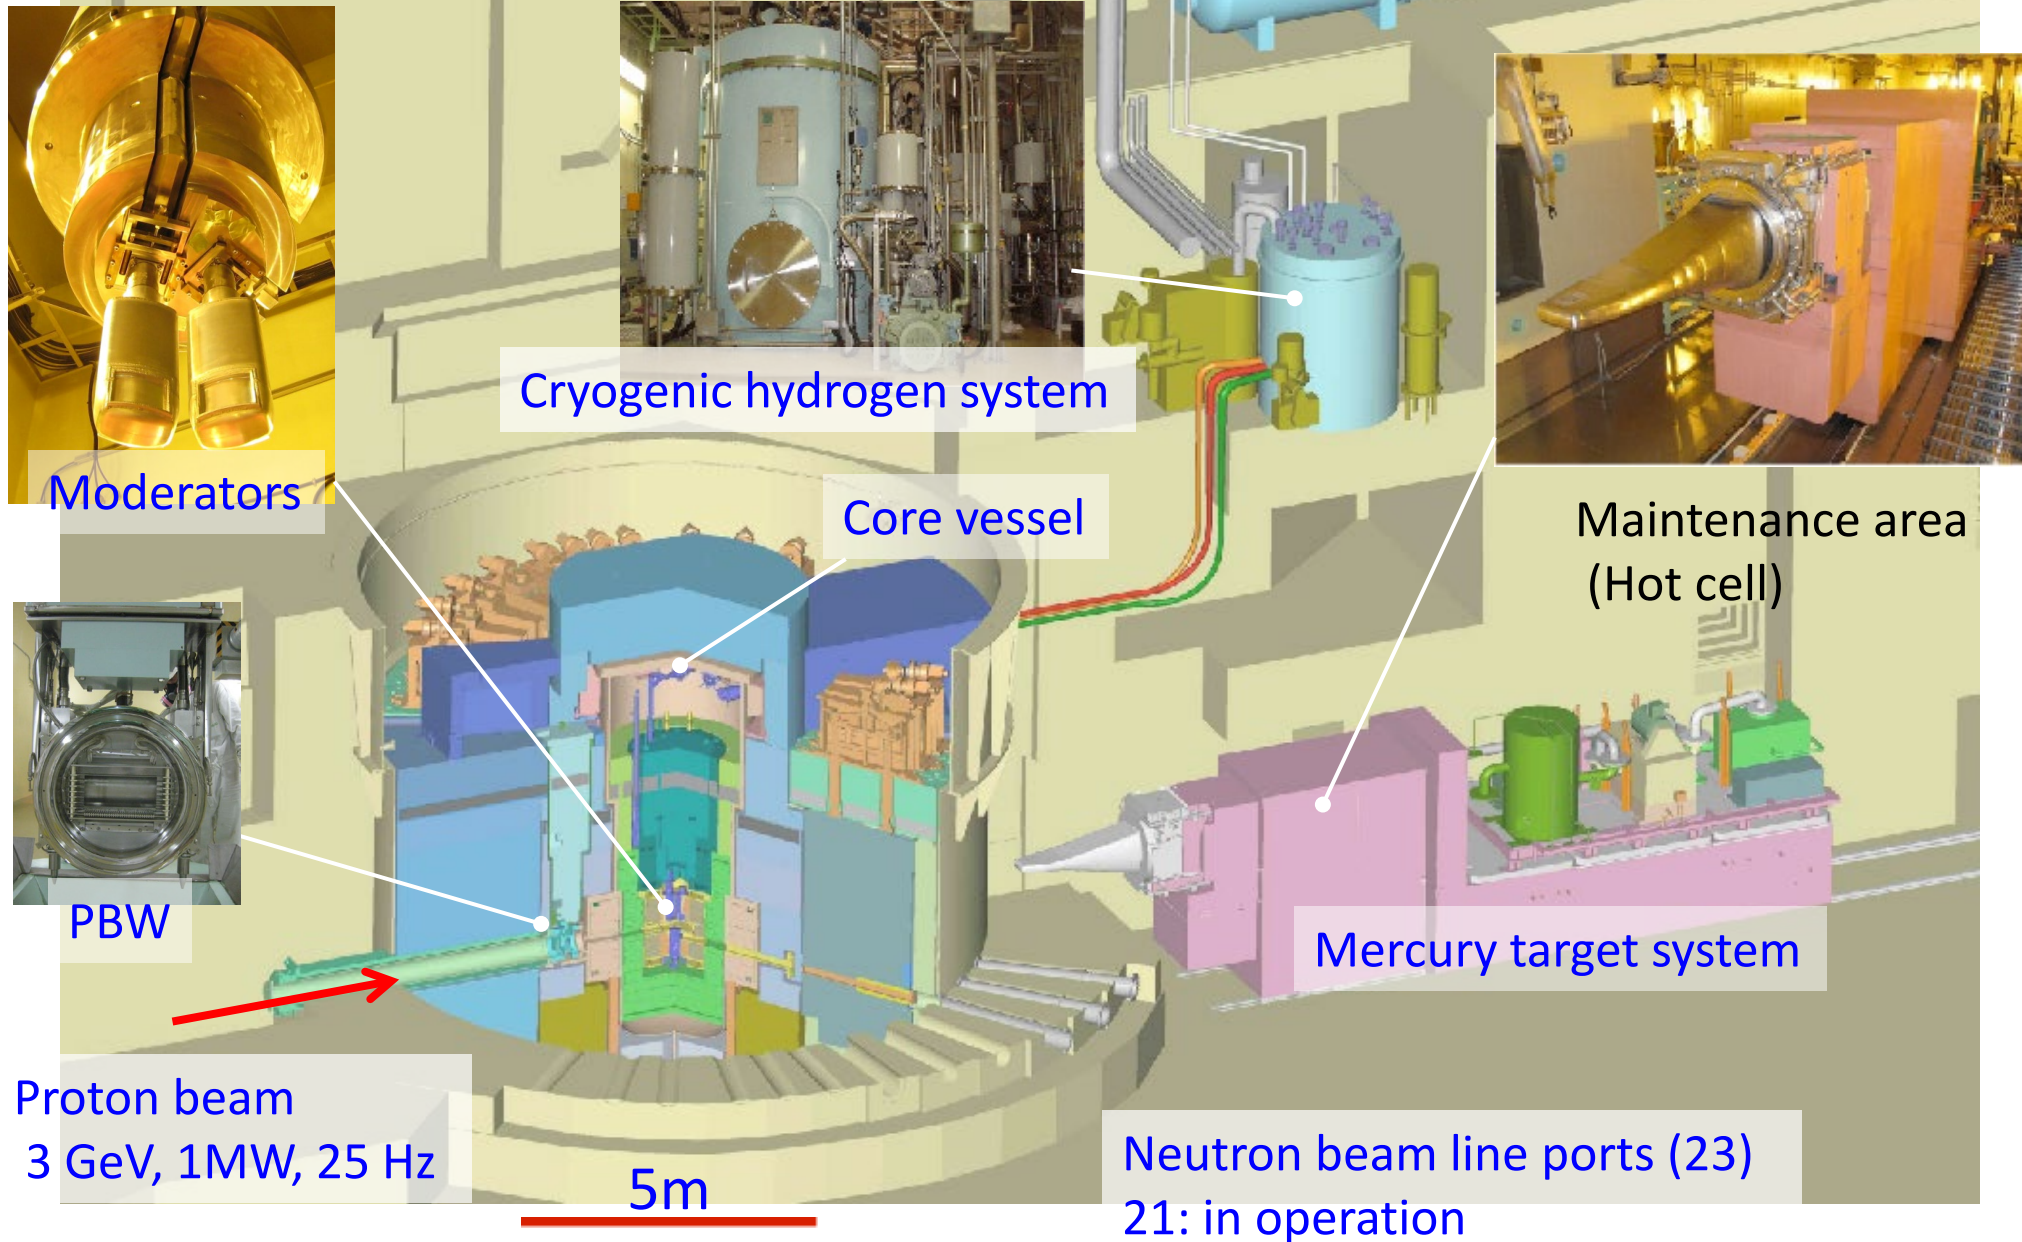 Cryogenic hydrogen system
Moderators
Core vessel
Maintenance area
(Hot cell)
PBW
Mercury target system
Proton beam
3 GeV, 1MW, 25 Hz
5m
Neutron beam line ports (23)
21: in operation